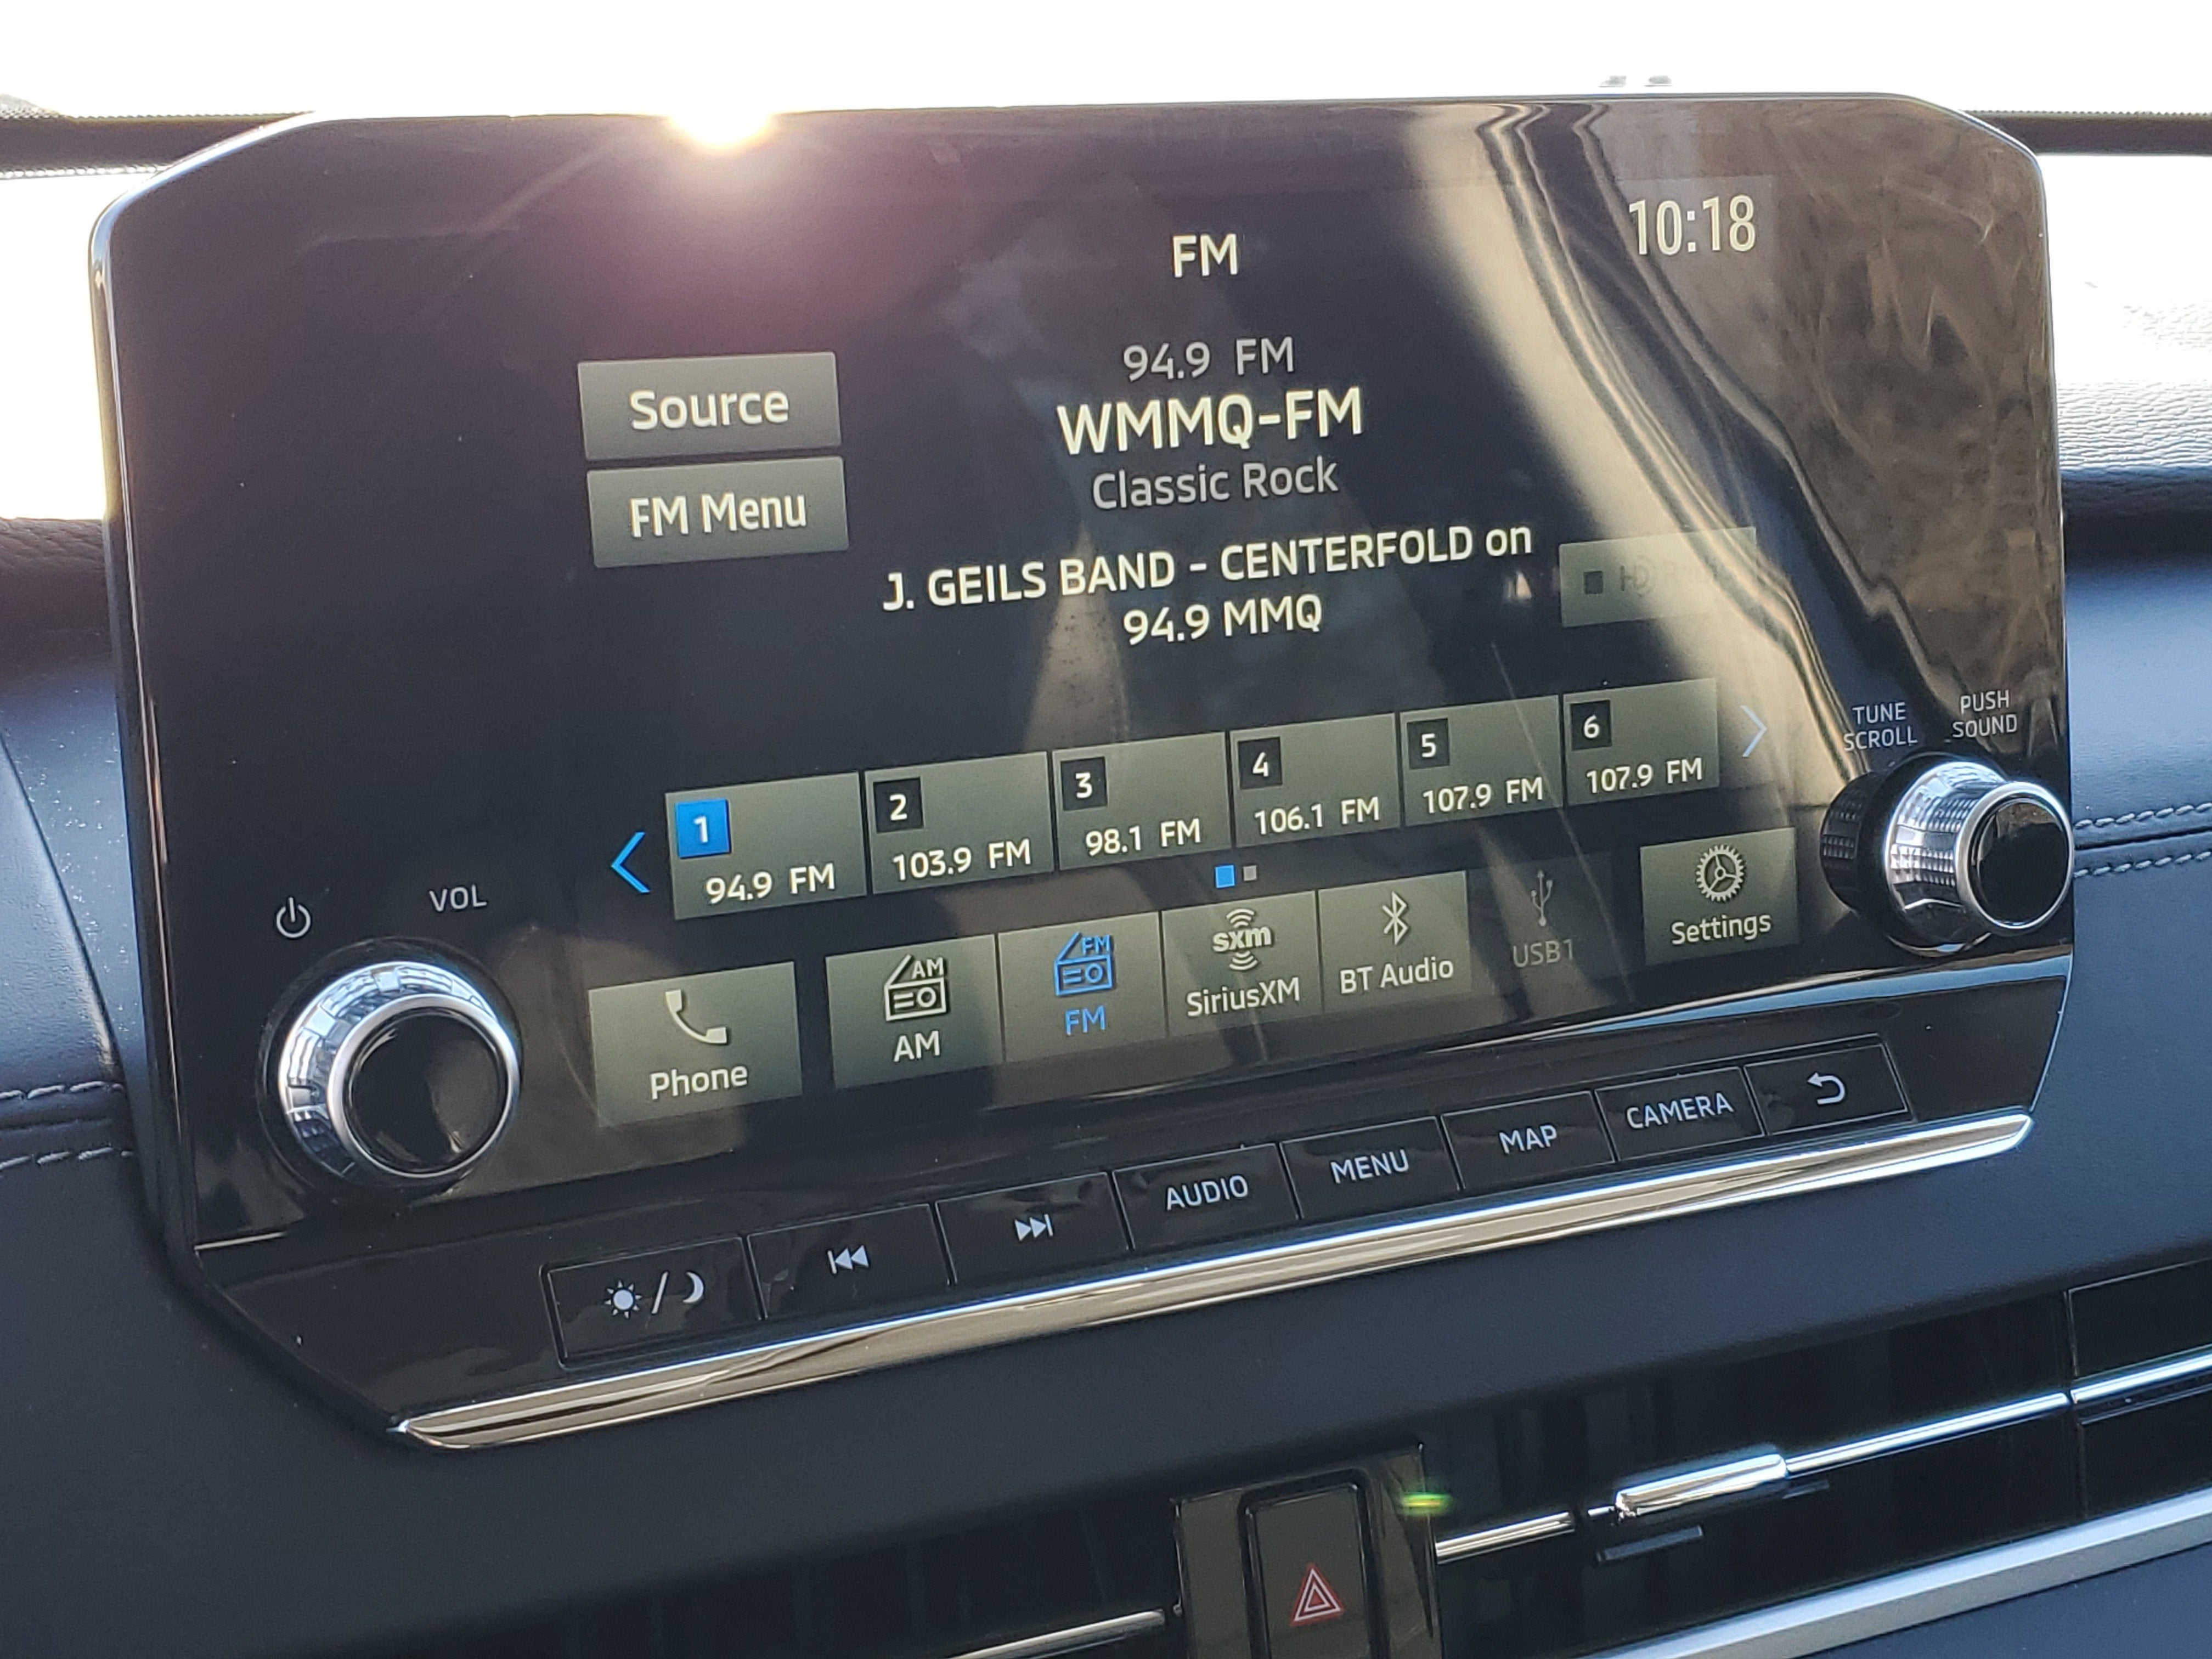 10:18
FM
94.9 FM
WMMQ-FM
Classic Rock
Source
FM Menu
J. GEILS BAND - CENTERFOLD on
94.9 MMQ
HD
TUNE
SCROLL
PUSH
SOUND
1
94.9 FM
2
103.9 FM
3
98.1 FM
4
106.1 FM
5
107.9 FM
6
107.9 FM
VOL
Phone
AM
AM
FM
FM
sxm
SiriusXM
BT Audio
USB1
Settings
AUDIO
MENU
MAP
CAMERA